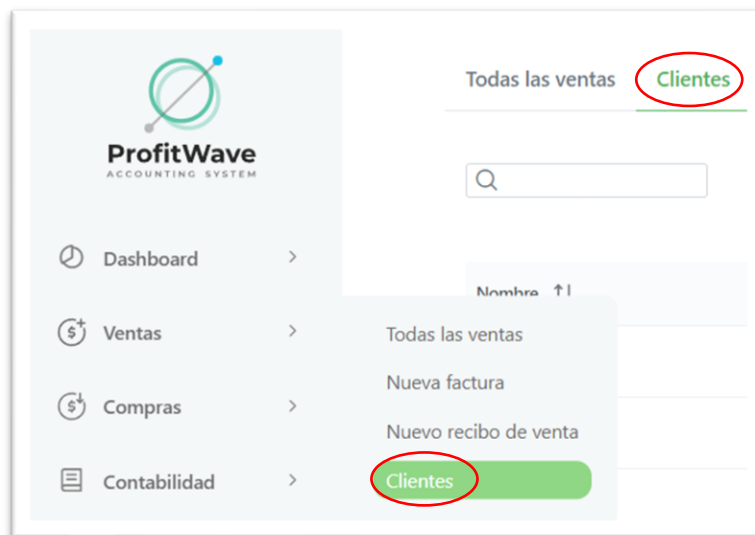 ProfitWave
ACCOUNTING SYSTEM
Dashboard
Ventas
Compras
Contabilidad
Todas las ventas
Nueva factura
Nuevo recibo de venta
Clientes
Todas las ventas Clientes
Nombre